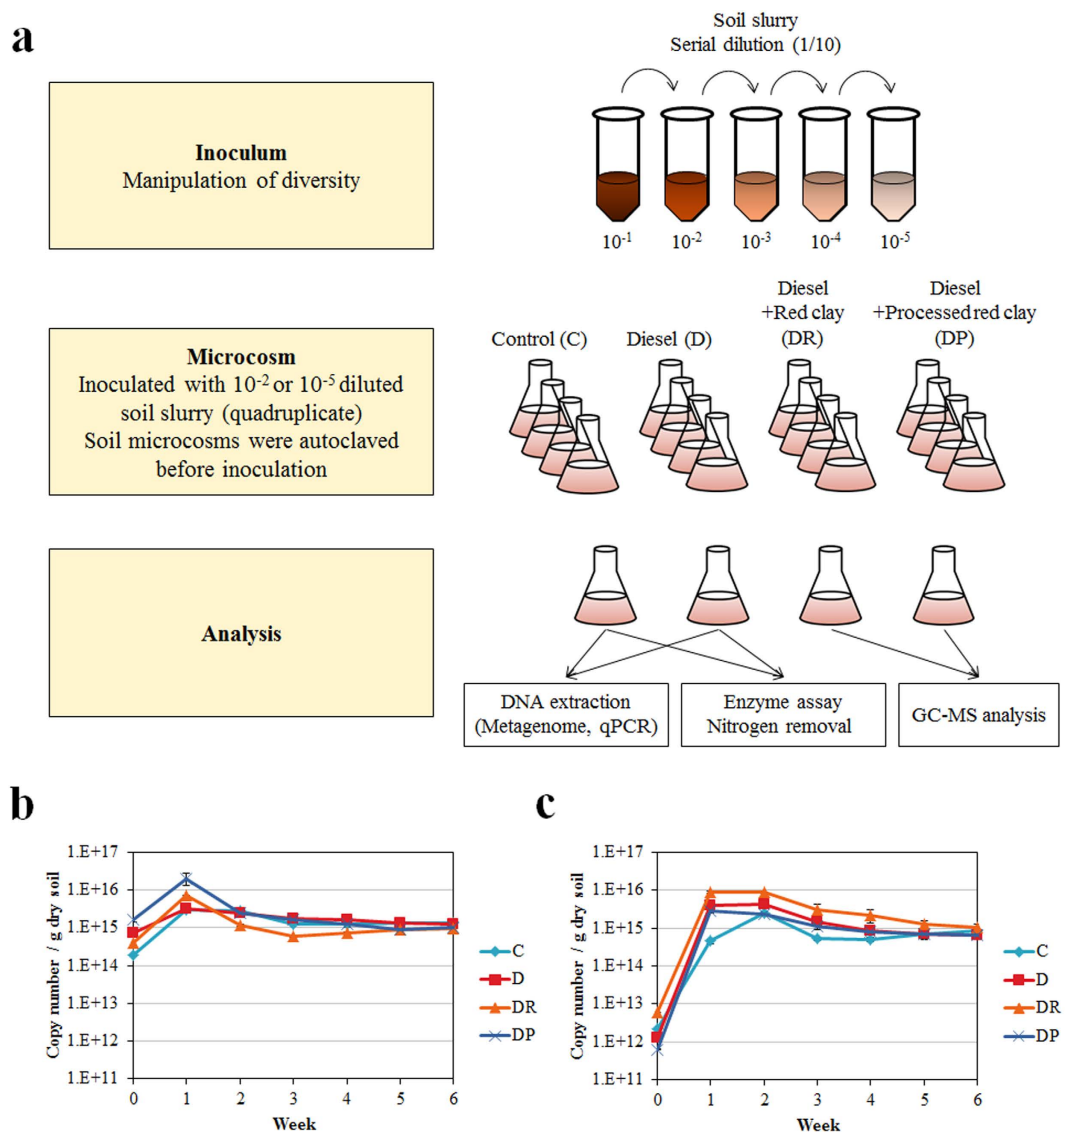 a
Soil slurry
Serial dilution (1/10)
Inoculum
Manipulation of diversity
10-1 10-2 10-3 10-4 10-5
Microcosm
Inoculated with 10-2 or 10-5 diluted
soil slurry (quadruplicate)
Soil microcosms were autoclaved
before inoculation
Control (C)
Diesel (D)
Diesel
+Red clay
(DR)
Diesel
+Processed red clay
(DP)
Analysis
DNA extraction
(Metagenome, qPCR)
Enzyme assay
Nitrogen removal
GC-MS analysis
b
Copy number / g dry soil
1.E+17
1.E+16
1.E+15
1.E+14
1.E+13
1.E+12
1.E+11
0 1 2 3 4 5 6
Week
C
D
DR
DP
c
Copy number / g dry soil
1.E+17
1.E+16
1.E+15
1.E+14
1.E+13
1.E+12
1.E+11
0 1 2 3 4 5 6
Week
C
D
DR
DP